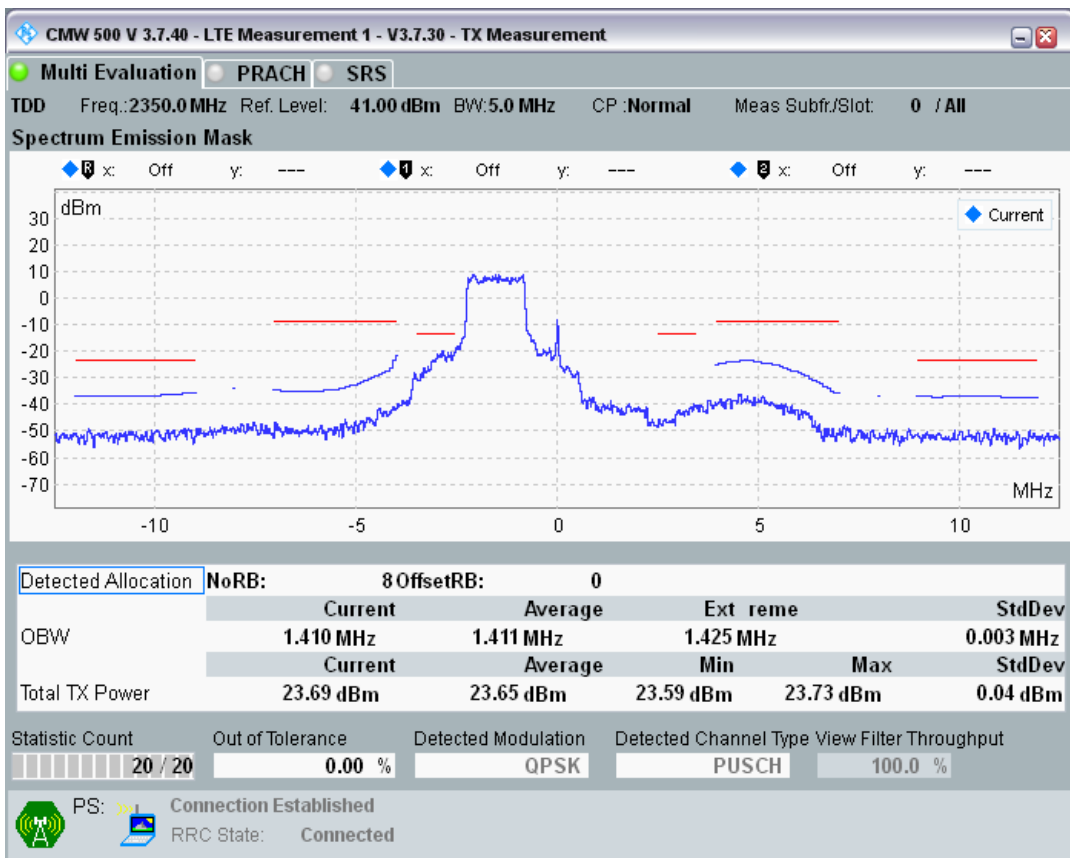 CMW 500 V 3.7.40 - LTE Measurement 1 - V3.7.30 - TX Measurement
Multi Evaluation PRACH SRS
TDD Freq.:2350.0 MHz Ref. Level: 41.00 dBm BW:5.0 MHz CP :Normal Meas Subfr./Slot: 0 / All
Spectrum Emission Mask
R x: Off y: --- 1 x: Off y: --- 2 x: Off y: ---
dBm
Current
30
20
10
0
-10
-20
-30
-40
-50
-60
-70
MHz
-10 -5 0 5 10
Detected Allocation NoRB: 8 OffsetRB: 0
Current Average Ext reme StdDev
OBW 1.410 MHz 1.411 MHz 1.425 MHz 0.003 MHz
Current Average Min Max StdDev
Total TX Power 23.69 dBm 23.65 dBm 23.59 dBm 23.73 dBm 0.04 dBm
Statistic Count Out of Tolerance Detected Modulation Detected Channel Type View Filter Throughput
20 / 20 0.00 % QPSK PUSCH 100.0 %
PS: Connection Established
RRC State: Connected